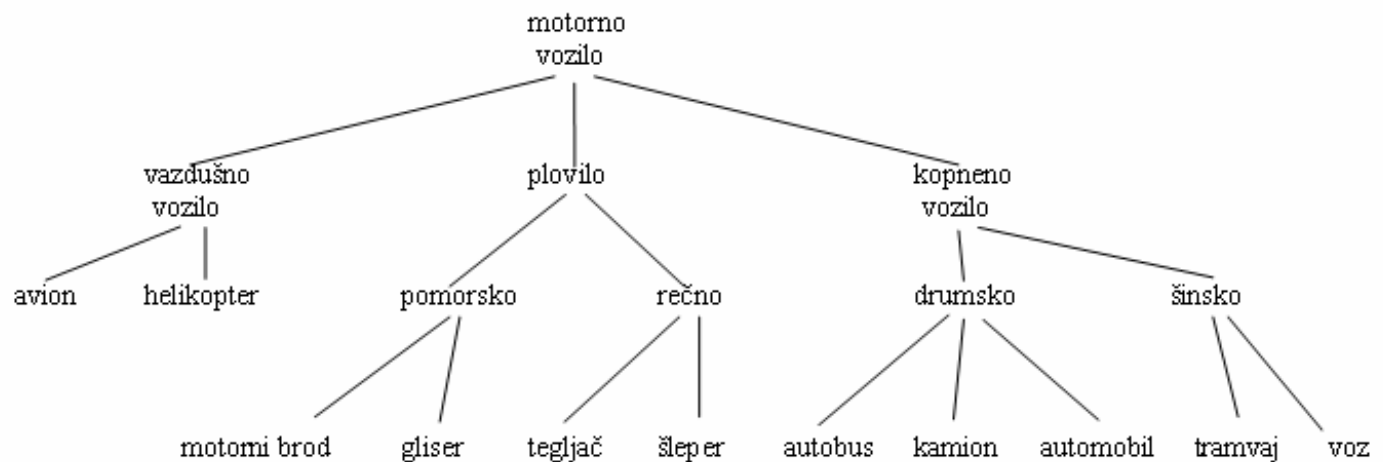 motorno
vozilo
vazdušno
vozilo
plovilo
kopneno
vozilo
avion
helikopter
pomorsko
rečno
drumsko
šinsko
motorni brod
gliser
tegljač
šleper
autobus
kamion
automobil
tramvaj
voz